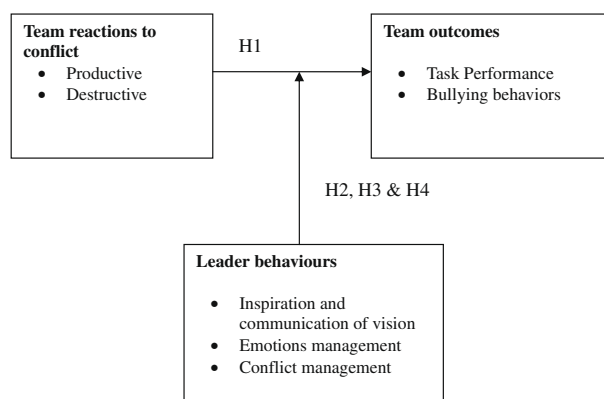 Team reactions to
conflict
• Productive
• Destructive
H1
Team outcomes
• Task Performance
• Bullying behaviors
H2, H3 & H4
Leader behaviours
• Inspiration and
communication of vision
• Emotions management
• Conflict management